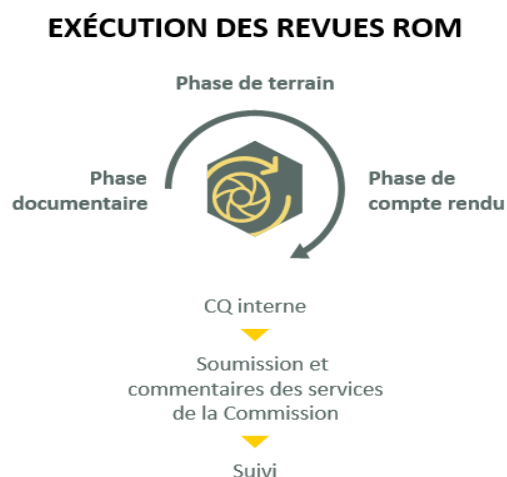 EXÉCUTION DES REVUES ROM
Phase de terrain
Phase
documentaire
Phase de
compte rendu
CQ interne
Soumission et
commentaires des services
de la Commission
Suivi